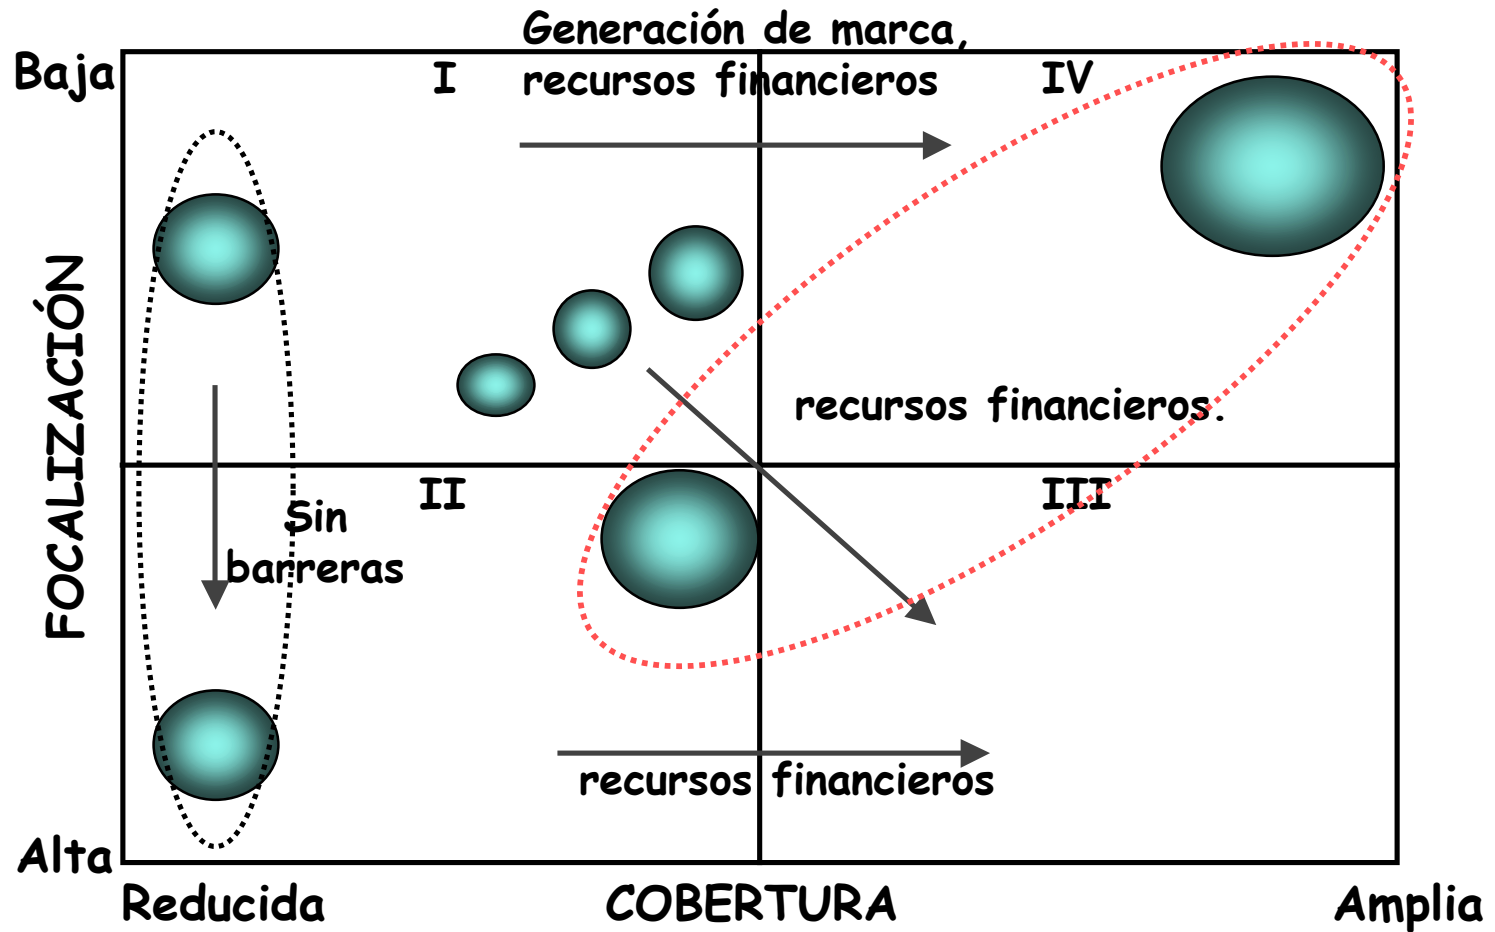 Generación de marca,
recursos financieros
Baja
I
IV
FOCALIZACIÓN
recursos financieros.
II
III
Sin
barreras
recursos financieros
Alta
Reducida
COBERTURA
Amplia